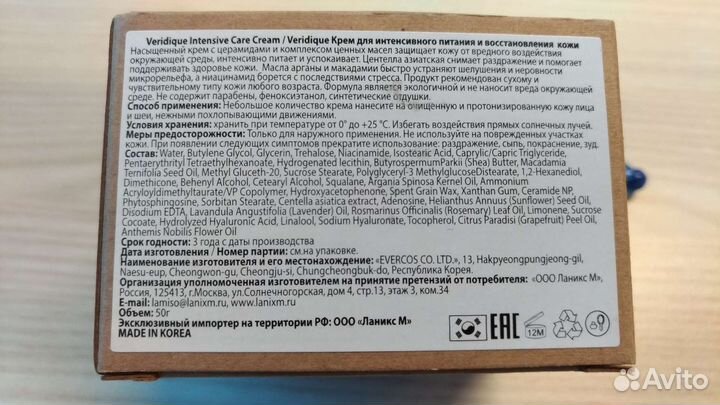 Veridique Intensive Care Cream / Veridique Крем для интенсивного питания и восстановления кожи
Насыщенный крем с церамидами и комплексом ценных масел защищает кожу от вредного воздействия
окружающей среды, интенсивно питает и успокаивает. Центелла азиатская снимает раздражение и помогает
поддерживать здоровье кожи. Масла арганы и макадамии быстро устраняют шелушения и неровности
микрорельефа, а ниацинамид борется с последствиями стресса. Продукт рекомендован сухому и
чувствительному типу кожи любого возраста. Формула является экологичной и не наносит вреда окружающей
среде. Не содержит парабены, феноксиэтанол, синтетические отдушки.
Способ применения: Небольшое количество крема нанесите на очищенную и протонизированную кожу лица
и шеи, нежными похлопывающими движениями.
Условия хранения: хранить при температуре от 0° до +25 °C. Избегать воздействия прямых солнечных лучей.
Меры предосторожности: Только для наружного применения. Не используйте на поврежденных участках
кожи. При появлении следующих симптомов прекратить использование: раздражение, сыпь, покраснение, зуд.
Состав: Water, Butylene Glycol, Glycerin, Trehalose, Niacinamide, Isostearic Acid, Caprylic/Capric Triglyceride,
Pentaerythrityl Tetraethylhexanoate, Hydrogenated lecithin, ButyrospermumParkii (Shea) Butter, Macadamia
Ternifolia Seed Oil, Methyl Gluceth-20, Sucrose Stearate, Polyglyceryl-3 MethylglucoseDistearate, 1,2-Hexanediol,
Dimethicone, Behenyl Alcohol, Cetearyl Alcohol, Squalane, Argania Spinosa Kernel Oil, Ammonium
Acryloyldimethyltaurate/VP Copolymer, Hydroxyacetophenone, Spent Grain Wax, Xanthan Gum, Ceramide NP,
Phytosphingosine, Sorbitan Stearate, Centella asiatica extract, Adenosine, Helianthus Annuus (Sunflower) Seed Oil,
Disodium EDTA, Lavandula Angustifolia (Lavender) Oil, Rosmarinus Officinalis (Rosemary) Leaf Oil, Limonene, Sucrose
Cocoate, Hydrolyzed Hyaluronic Acid, Linalool, Sodium Hyaluronate, Tocopherol, Citrus Paradisi (Grapefruit) Peel Oil,
Anthemis Nobilis Flower Oil
Срок годности: 3 года с даты производства
Дата изготовления / Номер партии: см.на упаковке.
Наименование изготовителя и его местонахождение: «EVERCOS CO. LTD.», 13, Hakpyeongpungjeong-gil,
Naesu-eup, Cheongwon-gu, Cheongju-si, Chungcheongbuk-do, Республика Корея.
Организация уполномоченная изготовителем на принятие претензий от потребителя: «ООО Ланикс М»,
Россия, 125413, г.Москва, ул.Солнечногорская, дом 4, стр.13, этаж 3, ком.34
E-mail: lamiso@lanixm.ru, www.lanixm.ru
Объем: 50г
Эксклюзивный импортер на территории РФ: ООО «Ланикс М»
MADE IN KOREA
EAC
12M
Avito